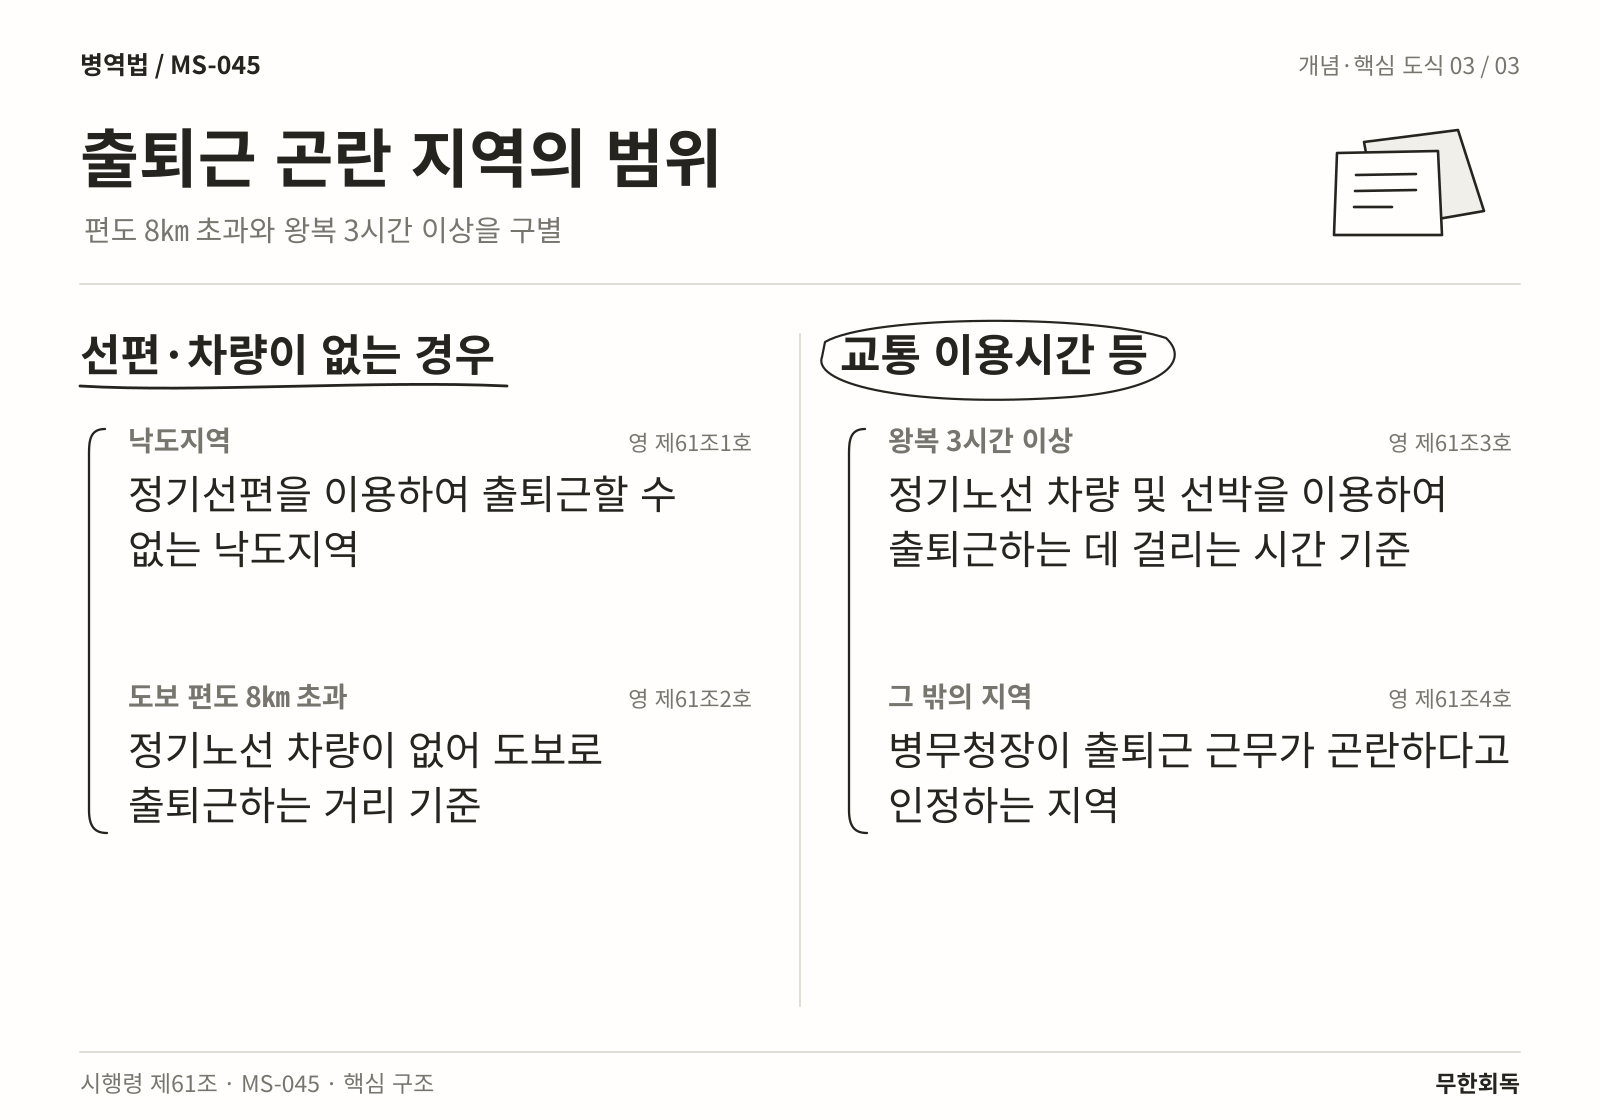 병역법 / MS-045
개념·핵심 도식 03 / 03
출퇴근 곤란 지역의 범위
편도 8㎞ 초과와 왕복 3시간 이상을 구별
선편·차량이 없는 경우
낙도지역
영 제61조1호
정기선편을 이용하여 출퇴근할 수
없는 낙도지역
도보 편도 8㎞ 초과
영 제61조2호
정기노선 차량이 없어 도보로
출퇴근하는 거리 기준
교통 이용시간 등
왕복 3시간 이상
영 제61조3호
정기노선 차량 및 선박을 이용하여
출퇴근하는 데 걸리는 시간 기준
그 밖의 지역
영 제61조4호
병무청장이 출퇴근 근무가 곤란하다고
인정하는 지역
시행령 제61조 · MS-045 · 핵심 구조
무한회독